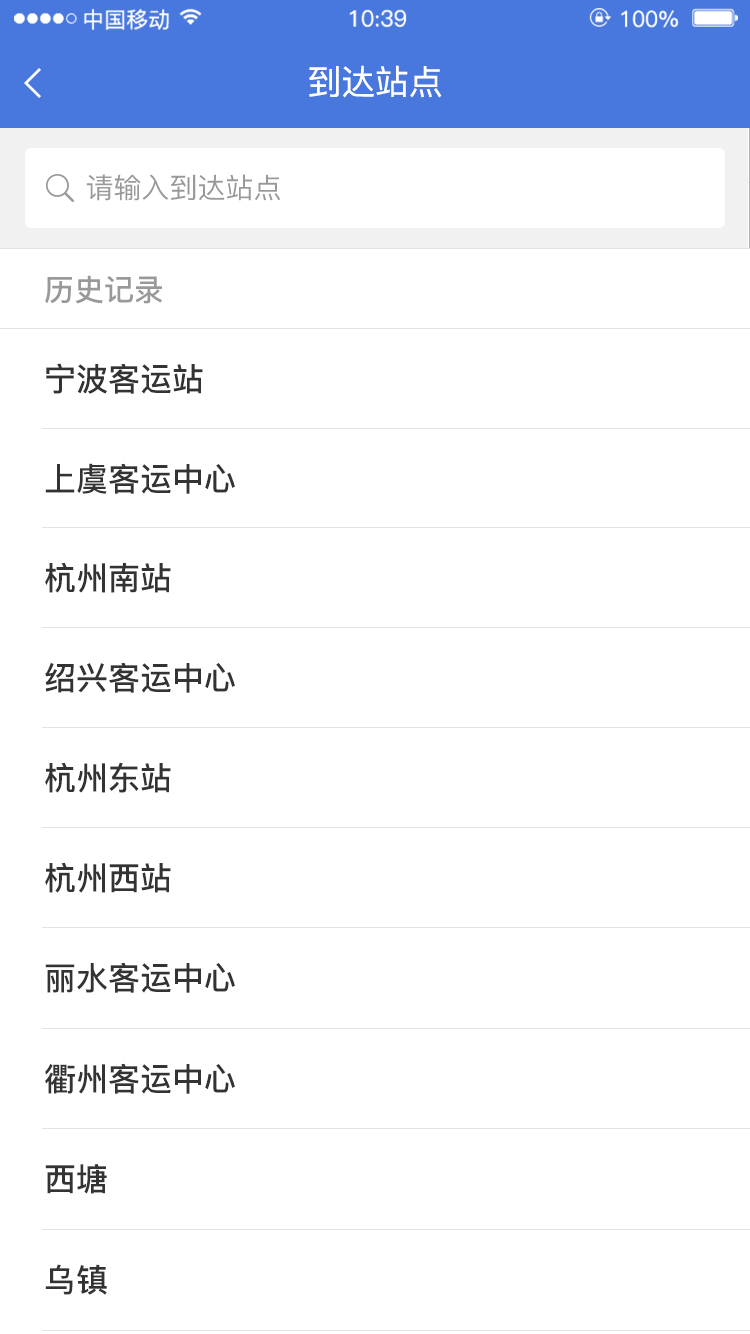 中国移动 10:39 100%
到达站点
请输入到达站点
历史记录
宁波客运站
上虞客运中心
杭州南站
绍兴客运中心
杭州东站
杭州西站
丽水客运中心
衢州客运中心
西塘
乌镇